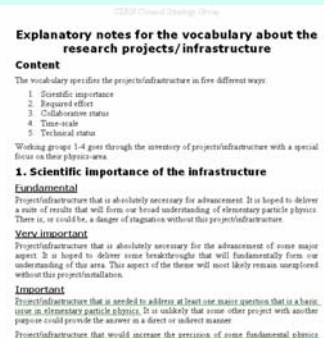 CERN Council Strategy Group
Explanatory notes for the vocabulary about the
research projects/infrastructure
Content
The vocabulary specifies the projects/infrastructure in five different ways:
1. Scientific importance
2. Required effort
3. Collaborative status
4. Time-scale
5. Technical status
Working groups 1-4 goes through the inventory of projects/infrastructure with a special
focus on their physics-area.
1. Scientific importance of the infrastructure
Fundamental
Project/infrastructure that is absolutely necessary for advancement. It is hoped to deliver
a suite of results that will form our broad understanding of elementary particle physics.
There is, or could be, a danger of stagnation without this project/infrastructure.
Very important
Project/infrastructure that is absolutely necessary for the advancement of some major
aspect. It is hoped to deliver some breakthroughs that will fundamentally form our
understanding of this area. This aspect of the theme will most likely remain unexplored
without this project/installation.
Important
Project/infrastructure that is needed to address at least one major question that is a basic
issue in elementary particle physics. It is unlikely that some other project with another
purpose could provide the answer in a direct or indirect manner.
Project/infrastructure that would increase the precision of some fundamental physics